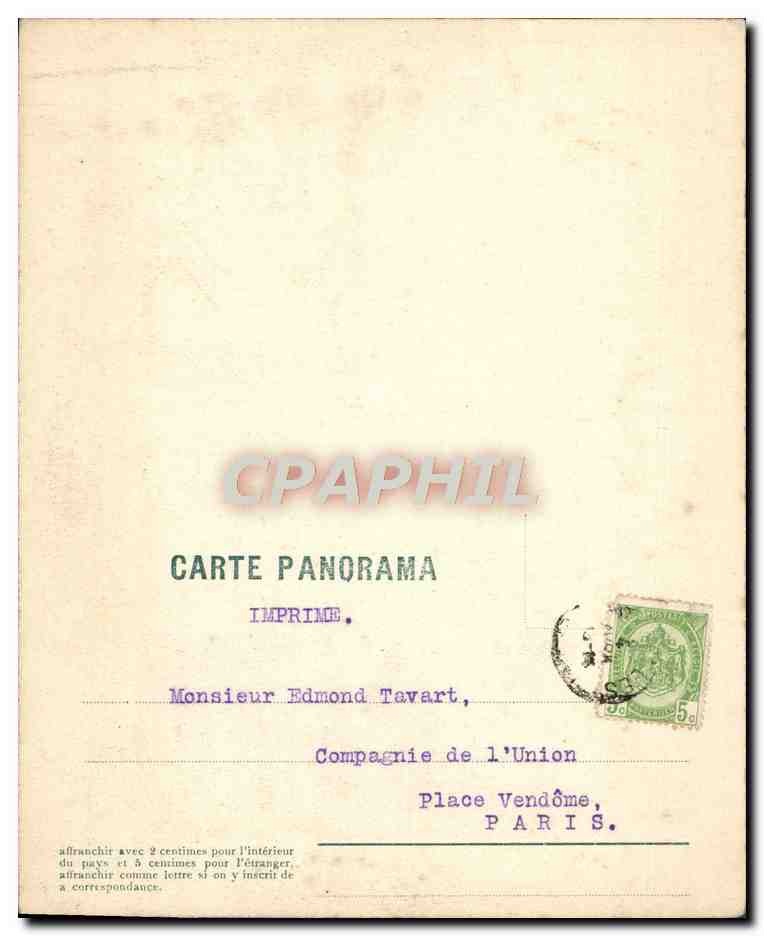 CPAPHIL
CARTE PANORAMA
IMPRIME.
Monsieur Edmond Tavart,
5c 5c
Compagnie de l'Union
Place Vendôme,
PARIS.
affranchir avec 2 centimes pour l'intérieur
du pays et 5 centimes pour l'étranger,
affranchir comme lettre si on y inscrit de
a correspondance.